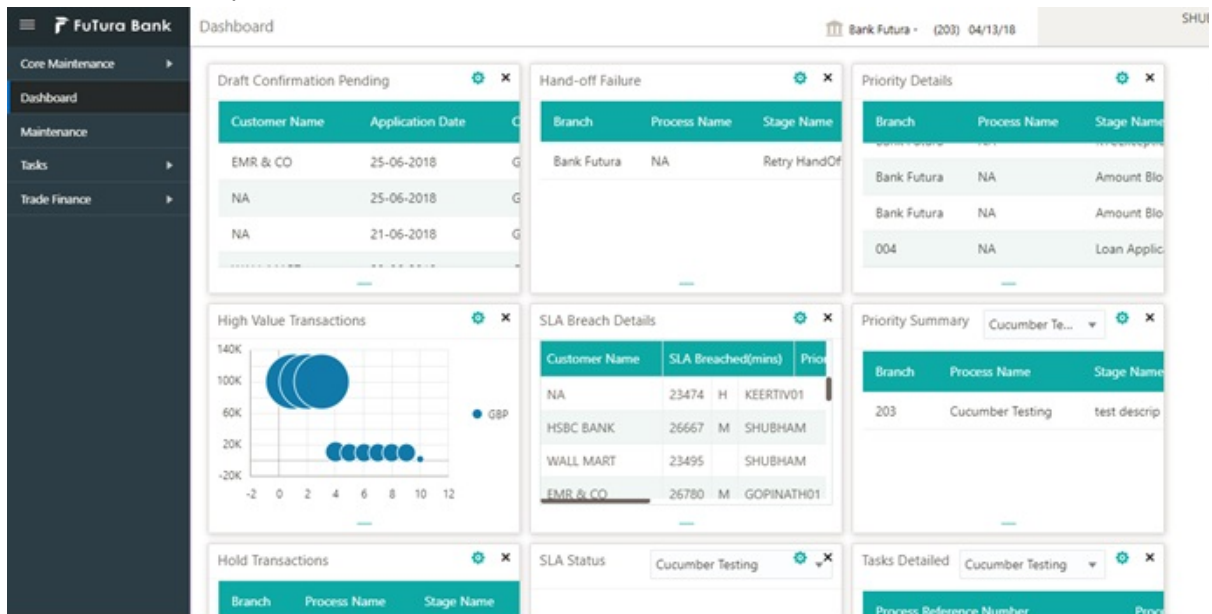 FuTura Bank
Dashboard
Bank Futura - (203) 04/13/18
SHUB
Core Maintenance
Dashboard
Maintenance
Tasks
Trade Finance
Draft Confirmation Pending
Customer Name Application Date
EMR & CO 25-06-2018 G
NA 25-06-2018 G
NA 21-06-2018 G
Hand-off Failure
Branch Process Name Stage Name
Bank Futura NA Retry HandOf
Priority Details
Branch Process Name Stage Name
Bank Futura NA Amount Blo
Bank Futura NA Amount Blo
004 NA Loan Applic
High Value Transactions
140K
100K
60K
20K
-20K
-2 0 2 4 6 8 10 12
GBP
SLA Breach Details
Customer Name SLA Breached(mins) Prior
NA 23474 H KEERTIV01
HSBC BANK 26667 M SHUBHAM
WALL MART 23495 SHUBHAM
EMR & CO 26780 M GOPINATH01
Priority Summary Cucumber Te...
Branch Process Name Stage Name
203 Cucumber Testing test descrip
Hold Transactions
Branch Process Name Stage Name
SLA Status Cucumber Testing
Tasks Detailed Cucumber Testing
Process Reference Number Proce